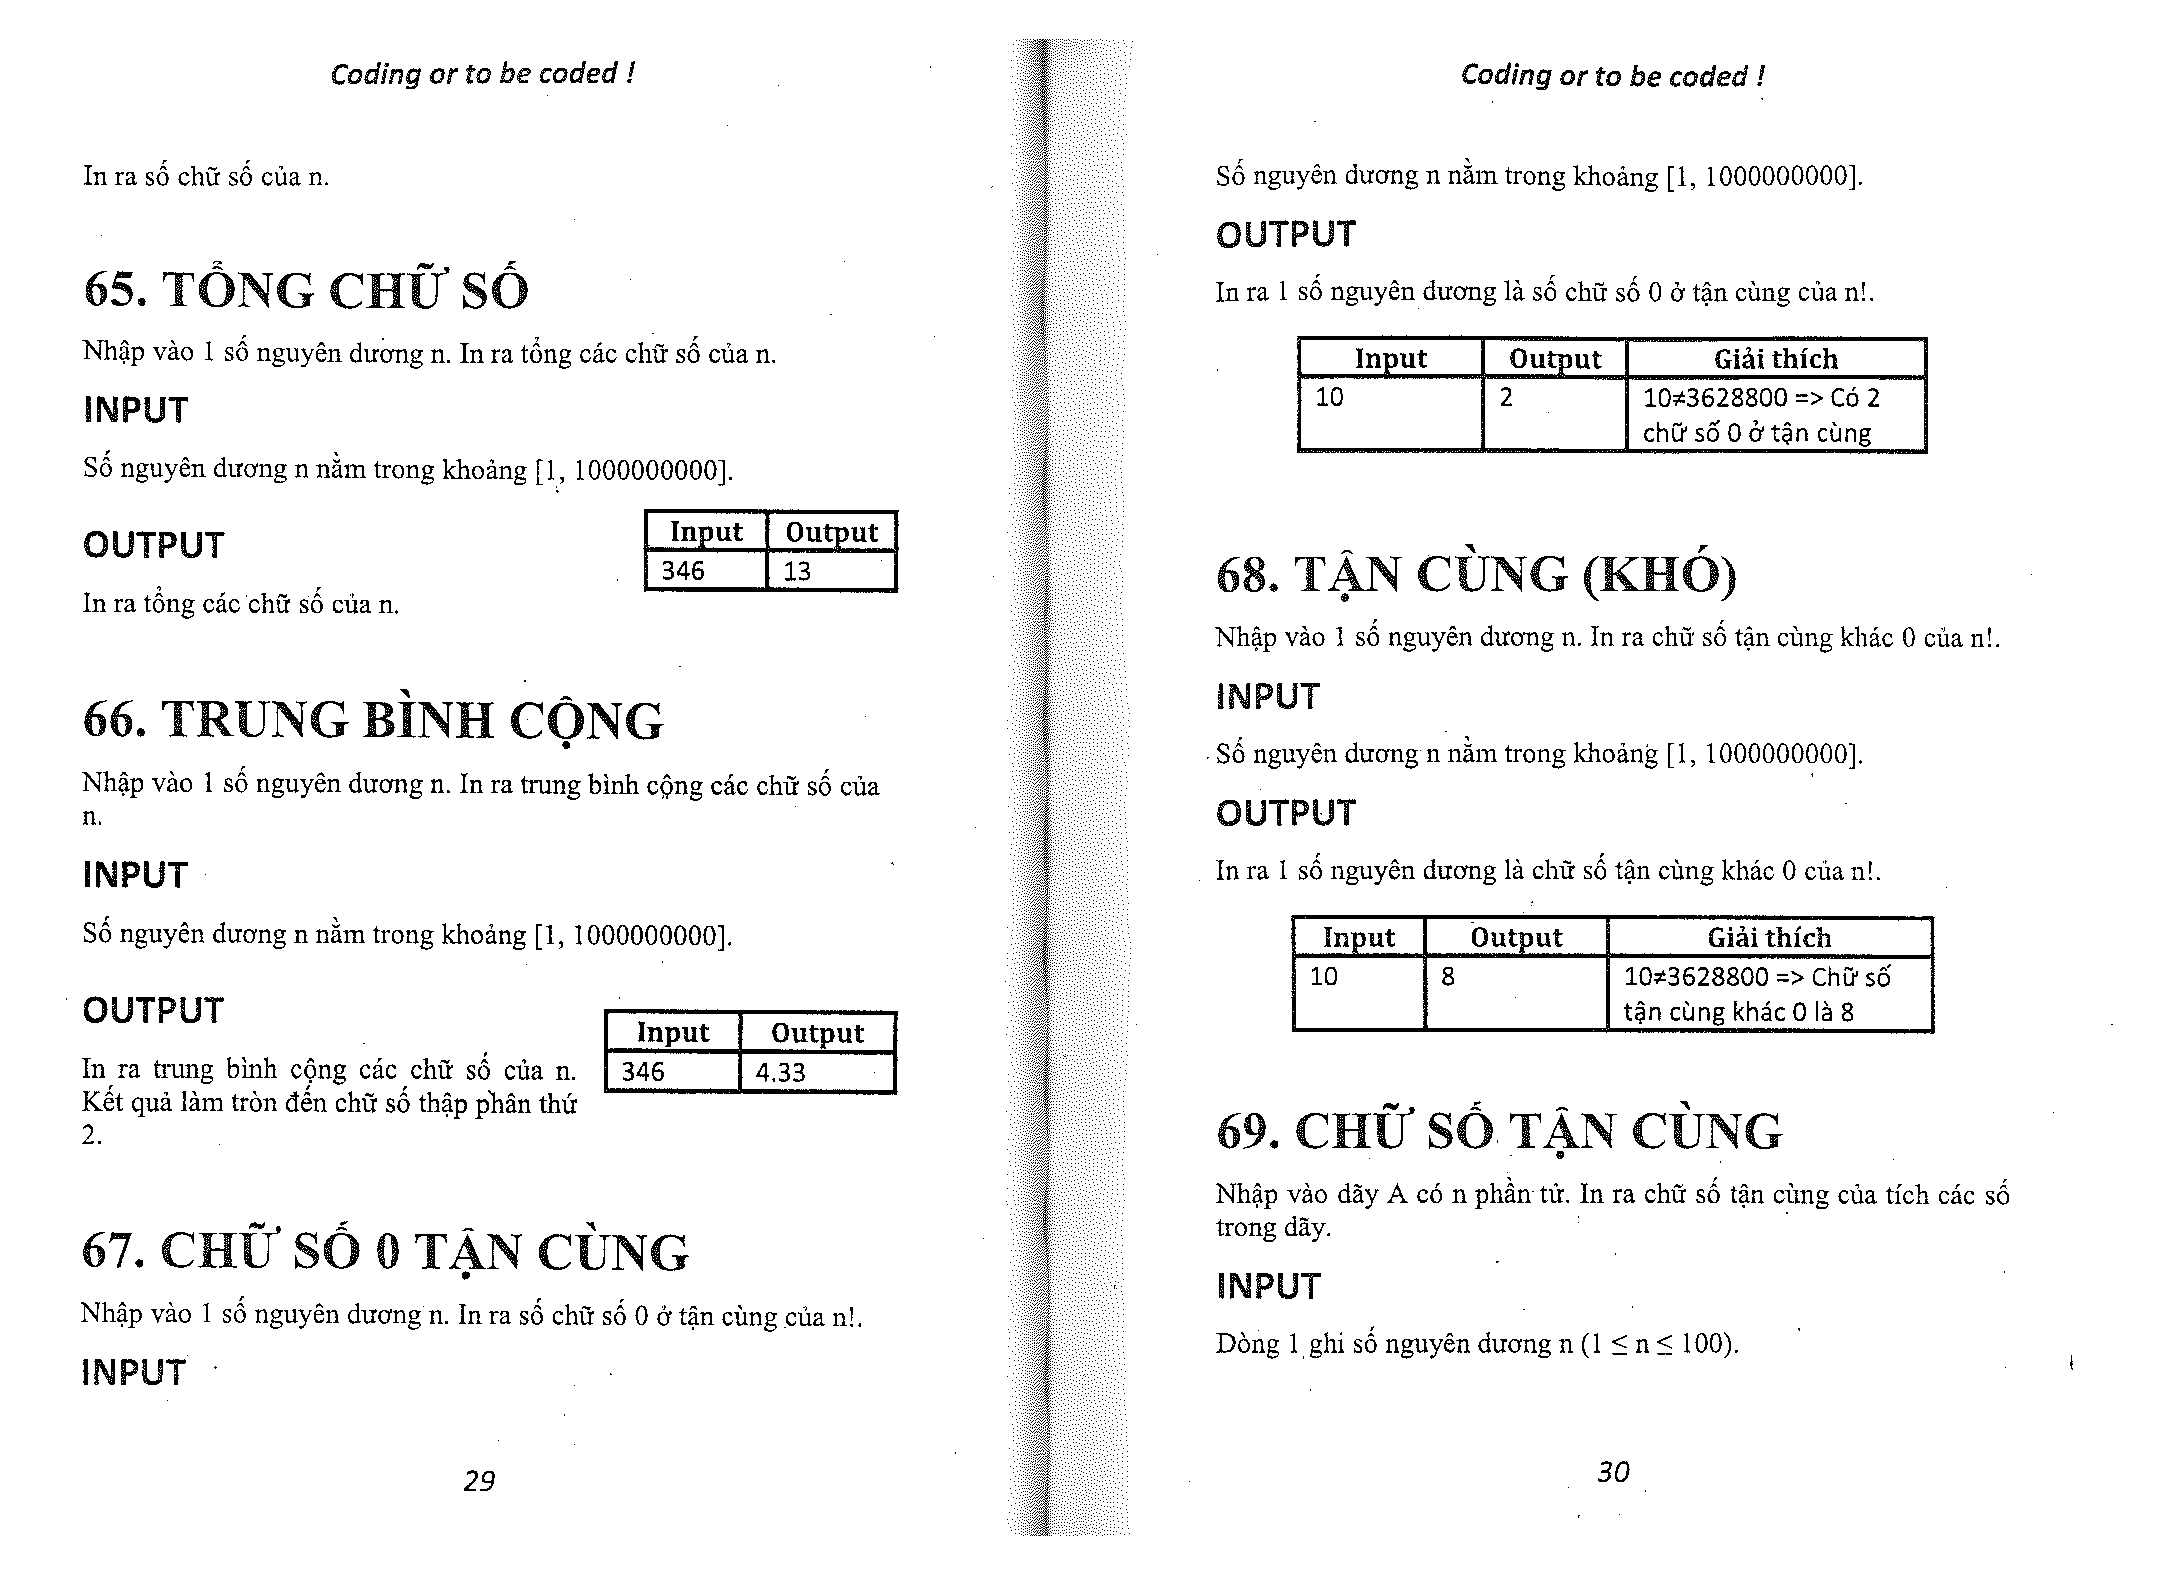 Coding or to be coded !
In ra số chữ số của n.
65. TỔNG CHỮ SỐ
Nhập vào 1 số nguyên dương n. In ra tổng các chữ số của n.
INPUT
Số nguyên dương n nằm trong khoảng [1, 1000000000].
OUTPUT
In ra tổng các chữ số của n.
Input Output
346 13
66. TRUNG BÌNH CỘNG
Nhập vào 1 số nguyên dương n. In ra trung bình cộng các chữ số của
n.
INPUT
Số nguyên dương n nằm trong khoảng [1, 1000000000].
OUTPUT
In ra trung bình cộng các chữ số của n.
Kết quả làm tròn đến chữ số thập phân thứ
2.
Input Output
346 4.33
67. CHỮ SỐ 0 TẬN CÙNG
Nhập vào 1 số nguyên dương n. In ra số chữ số 0 ở tận cùng của n!.
INPUT
29
Coding or to be coded !
Số nguyên dương n nằm trong khoảng [1, 1000000000].
OUTPUT
In ra 1 số nguyên dương là số chữ số 0 ở tận cùng của n!.
Input Output Giải thích
10 2 10≠3628800 => Có 2
chữ số 0 ở tận cùng
68. TẬN CÙNG (KHÓ)
Nhập vào 1 số nguyên dương n. In ra chữ số tận cùng khác 0 của n!.
INPUT
Số nguyên dương n nằm trong khoảng [1, 1000000000].
OUTPUT
In ra 1 số nguyên dương là chữ số tận cùng khác 0 của n!.
Input Output Giải thích
10 8 10≠3628800 => Chữ số
tận cùng khác 0 là 8
69. CHỮ SỐ TẬN CÙNG
Nhập vào dãy A có n phần tử. In ra chữ số tận cùng của tích các số
trong dãy.
INPUT
Dòng 1 ghi số nguyên dương n (1 ≤ n ≤ 100).
30